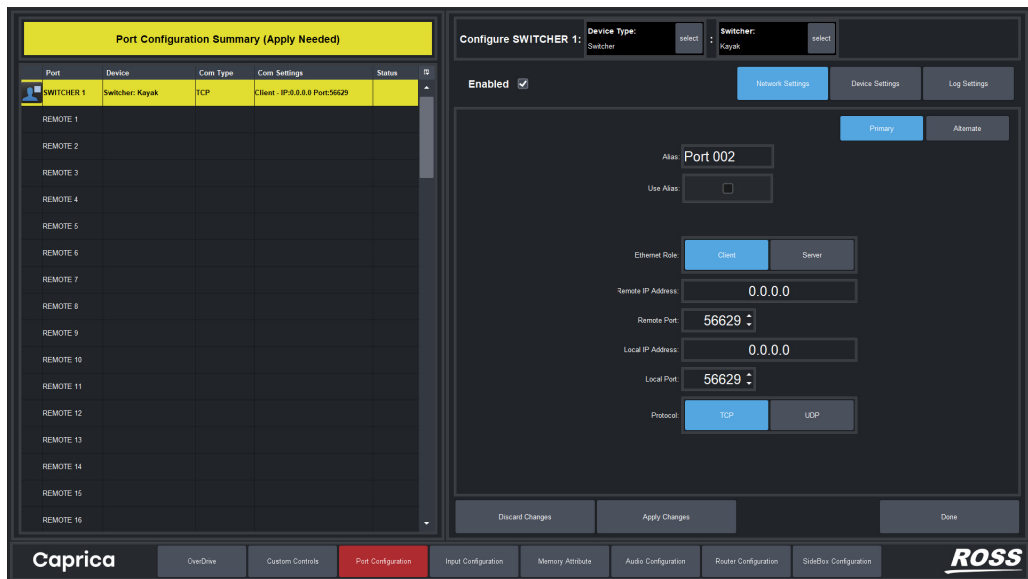 Port Configuration Summary (Apply Needed)
Port Device Com Type Com Settings Status
SWITCHER 1 Switcher: Kayak TCP Client - IP:0.0.0.0 Port:56629
REMOTE 1
REMOTE 2
REMOTE 3
REMOTE 4
REMOTE 5
REMOTE 6
REMOTE 7
REMOTE 8
REMOTE 9
REMOTE 10
REMOTE 11
REMOTE 12
REMOTE 13
REMOTE 14
REMOTE 15
REMOTE 16
Configure SWITCHER 1:
Device Type:
Switcher
select
:
Switcher:
Kayak
select
Enabled
Network Settings Device Settings Log Settings
Primary Alternate
Alias: Port 002
Use Alias:
Ethernet Role: Client Server
Remote IP Address: 0.0.0.0
Remote Port: 56629
Local IP Address: 0.0.0.0
Local Port: 56629
Protocol: TCP UDP
Discard Changes Apply Changes Done
Caprica OverDrive Custom Controls Port Configuration Input Configuration Memory Attribute Audio Configuration Router Configuration SideBox Configuration ROSS